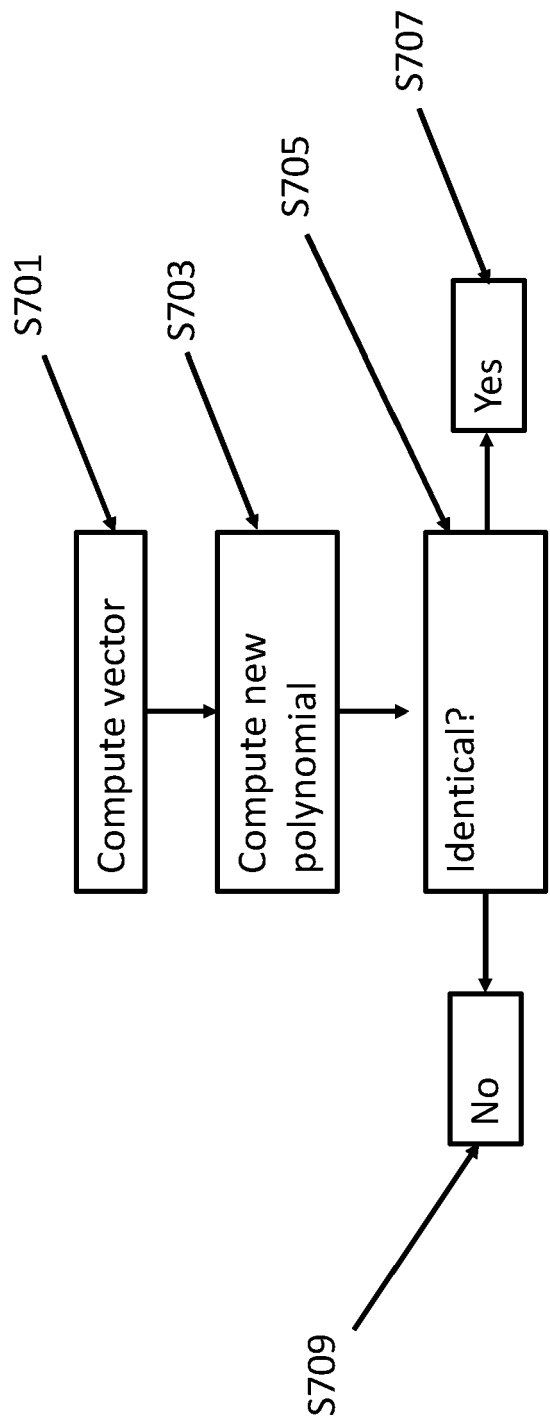 S701
Compute vector
S703
Compute new
polynomial
S705
Identical?
S707
Yes
No
S709